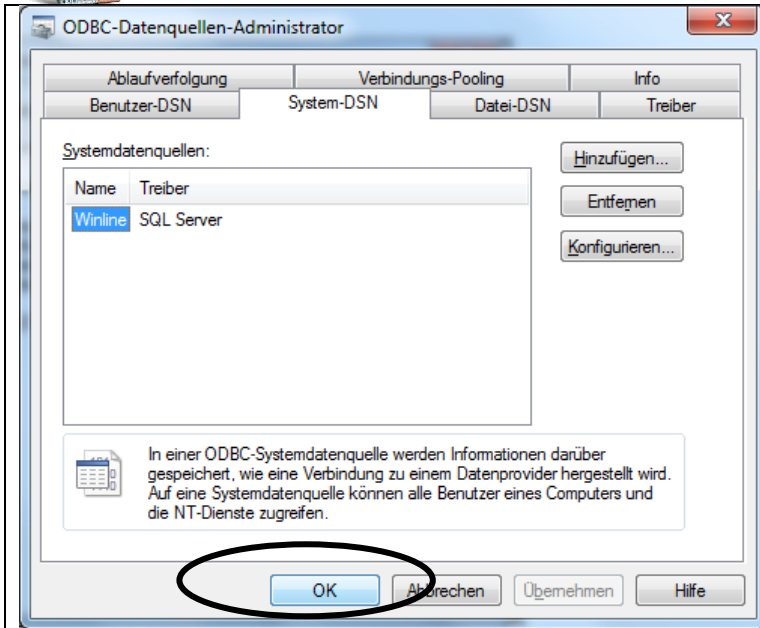 ODBC-Datenquellen-Administrator
Ablaufverfolgung Verbindungs-Pooling Info
Benutzer-DSN System-DSN Datei-DSN Treiber
Systemdatenquellen:
Name Treiber
Winline SQL Server
Hinzufügen...
Entfernen
Konfigurieren...
In einer ODBC-Systemdatenquelle werden Informationen darüber
gespeichert, wie eine Verbindung zu einem Datenprovider hergestellt wird.
Auf eine Systemdatenquelle können alle Benutzer eines Computers und
die NT-Dienste zugreifen.
OK Abbrechen Übernehmen Hilfe